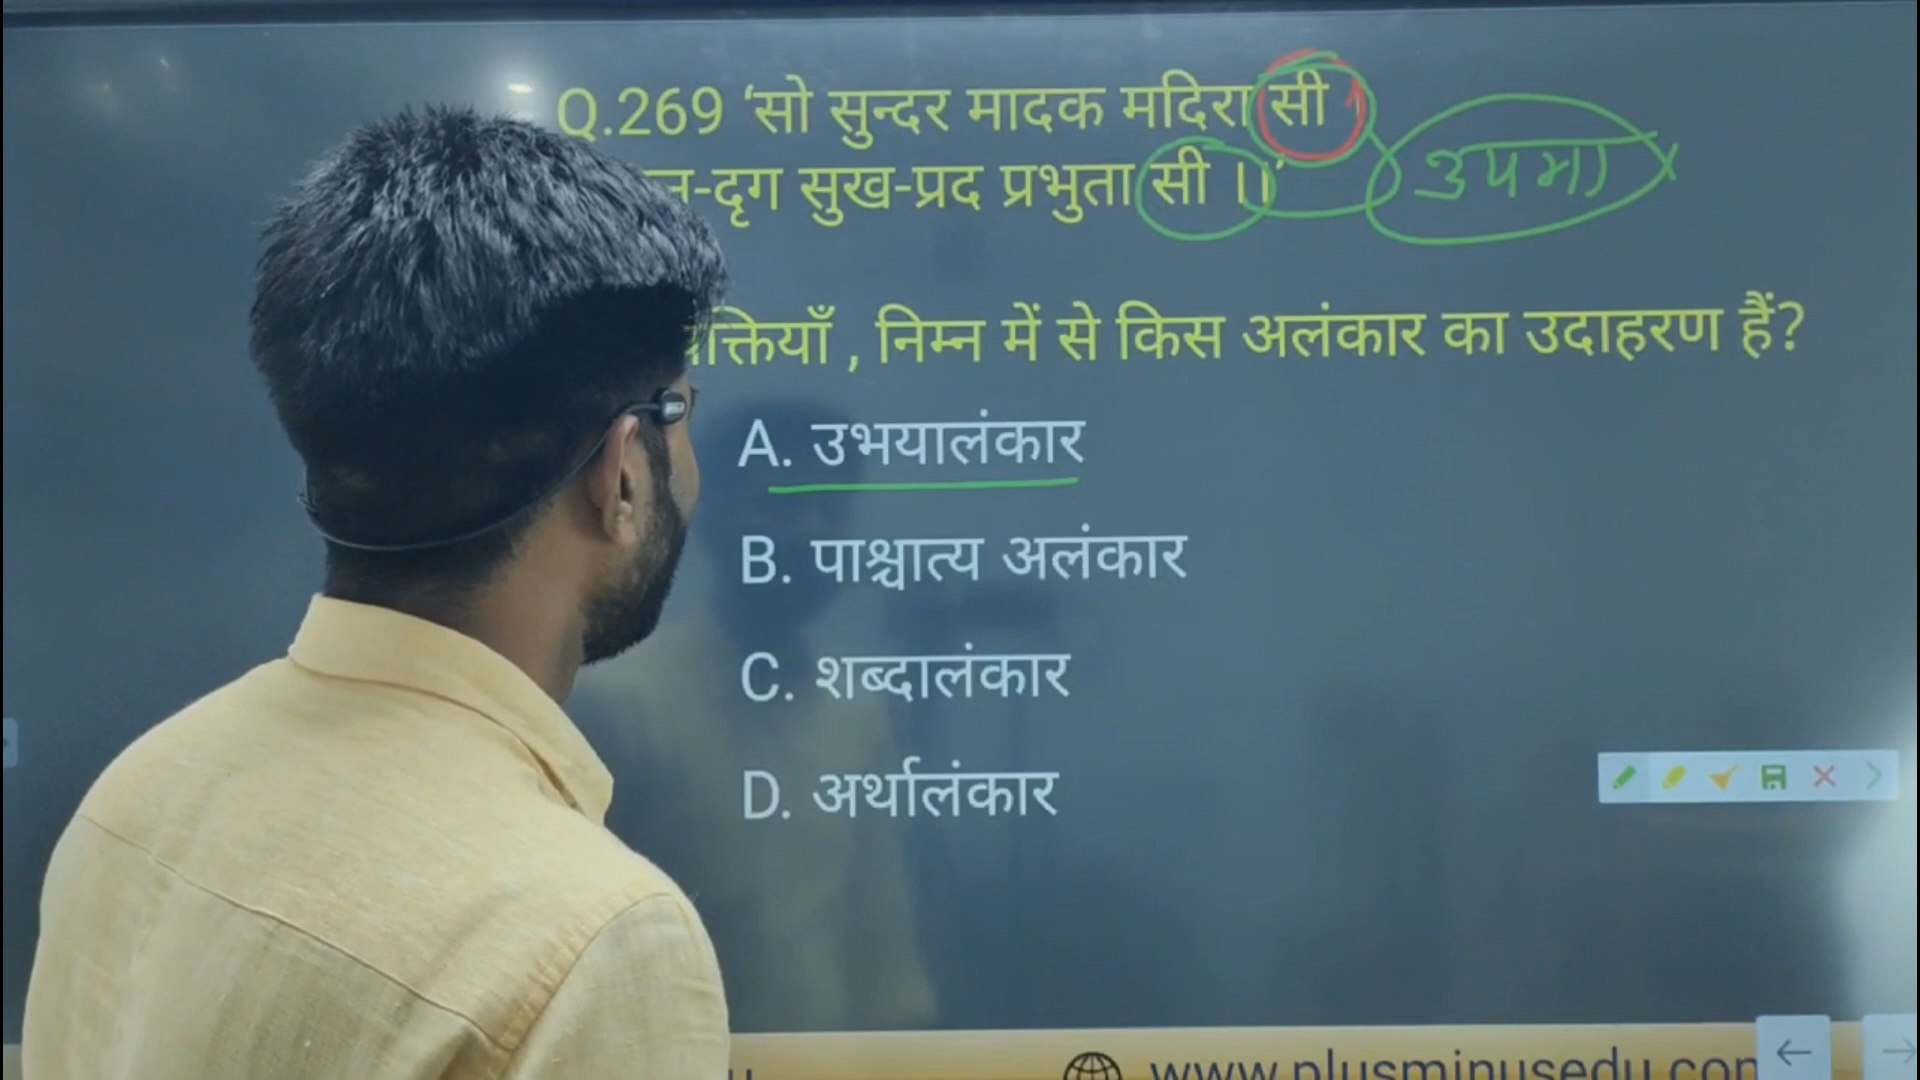 Q.269 ‘सो सुन्दर मादक मदिरा सी ।
-दृग सुख-प्रद प्रभुता सी ।।’
उपमा
, निम्न में से किस अलंकार का उदाहरण हैं?
A. उभयालंकार
B. पाश्चात्य अलंकार
C. शब्दालंकार
D. अर्थालंकार